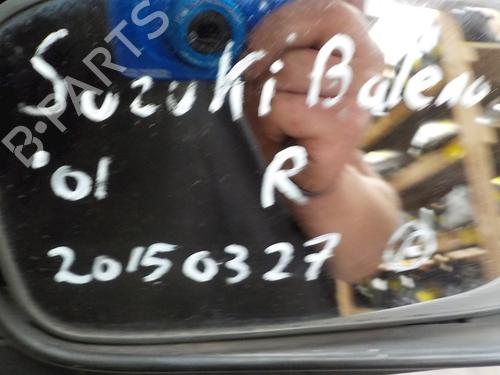 Suzuki Baleno
'01 R
20150327 A
B-PARTS